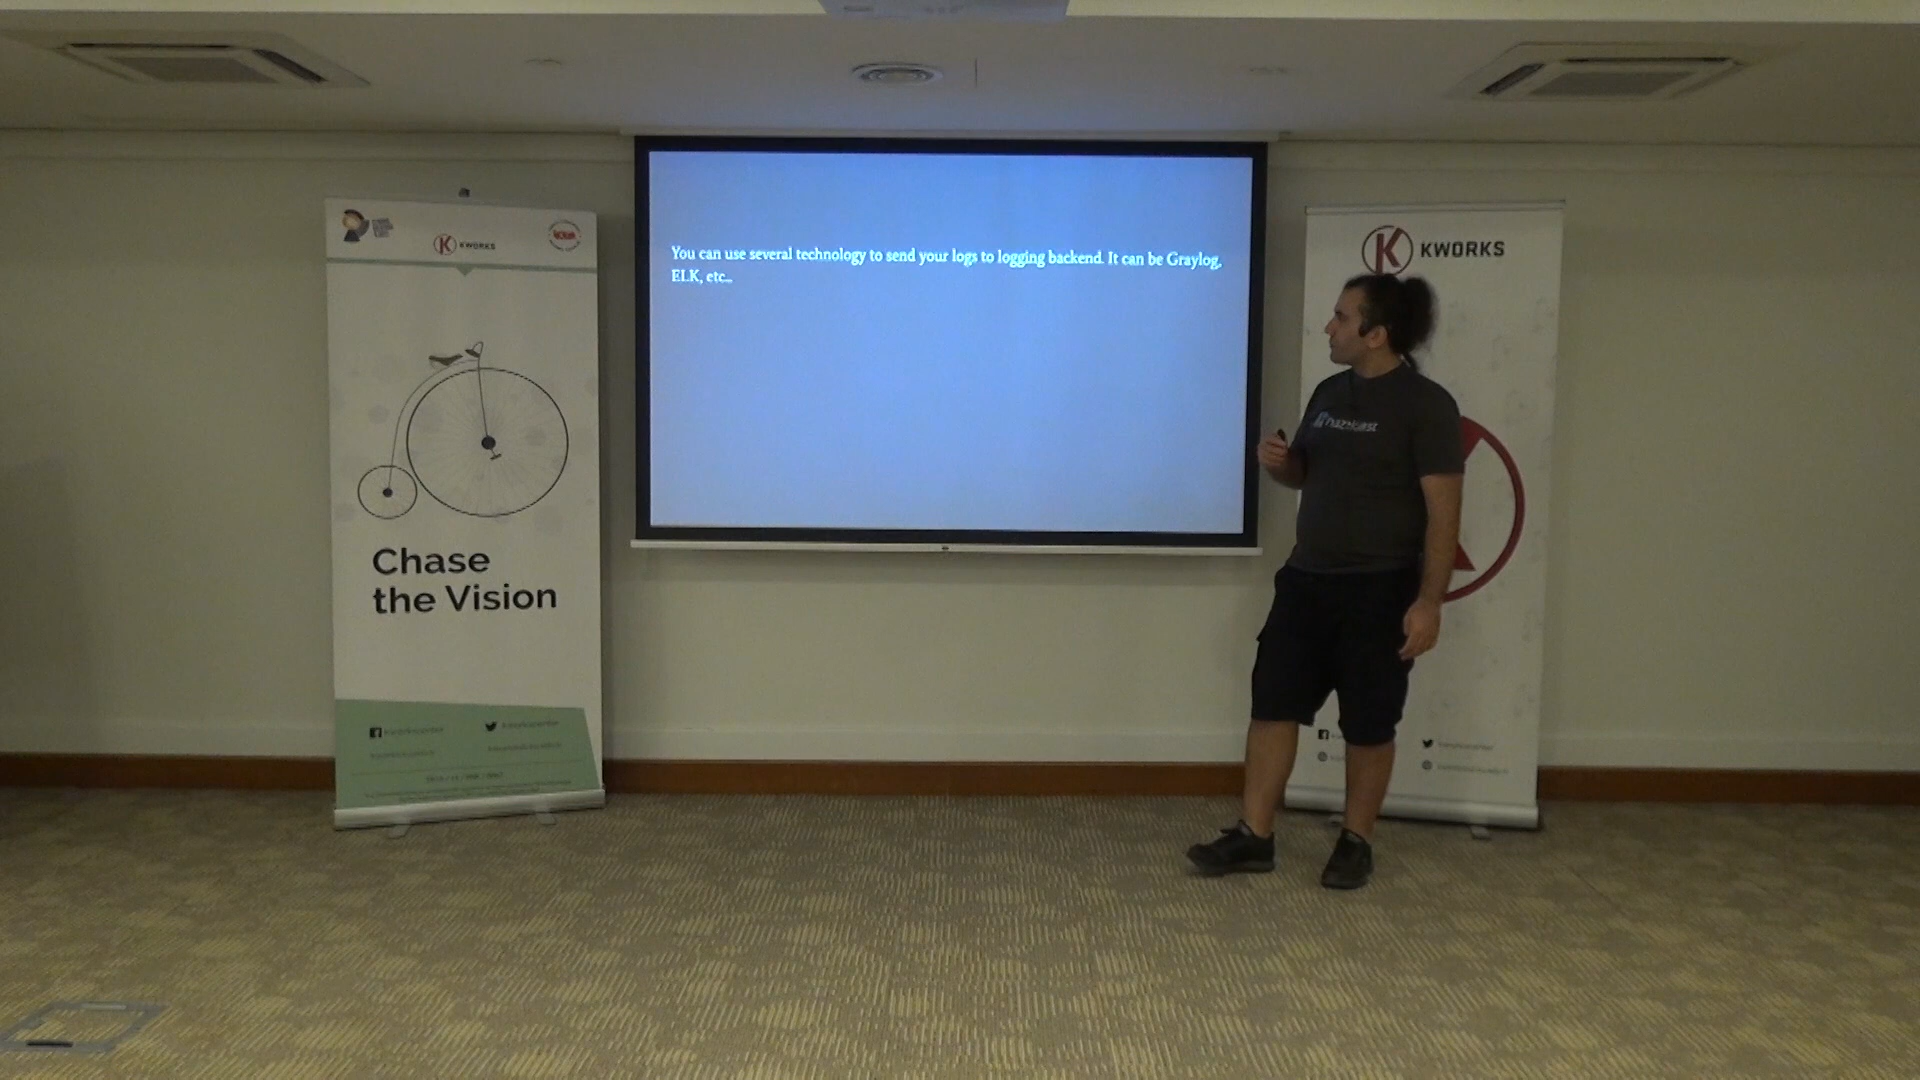 You can use several technology to send your logs to logging backend. It can be Graylog,
ELK, etc...
K KWORKS
Chase
the Vision
K KWORKS
hazelcast